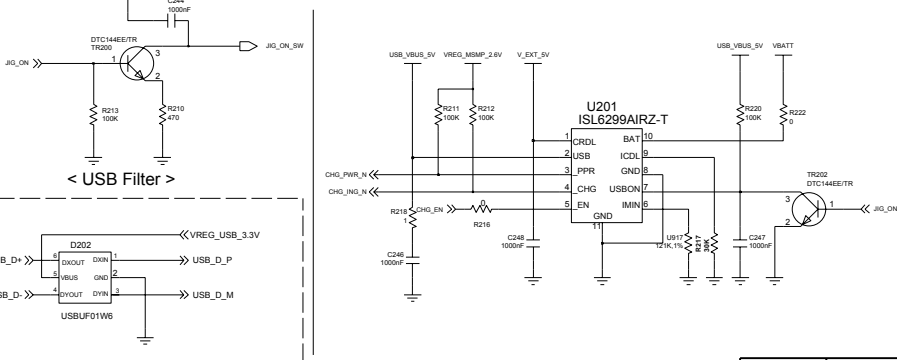 C244
1000nF
DTC144EE/TR
TR200
JIG_ON
1
3
2
JIG_ON_SW
R213
100K
R210
470
< USB Filter >
VREG_USB_3.3V
D202
6 DXOUT DXIN 1
5 VBUS GND 2
4 DYOUT DYIN 3
USB_D_P
USB_D_M
USBUF01W6
USB_VBUS_5V
VREG_MSMP_2.6V
V_EXT_5V
USB_VBUS_5V
VBATT
R211
100K
R212
100K
U201
ISL6299AIRZ-T
R220
100K
R222
0
1 CRDL BAT 10
2 USB ICDL 9
3 _PPR GND 8
4 _CHG USBON 7
5 _EN IMIN 6
GND
11
CHG_PWR_N
CHG_ING_N
CHG_EN
0
R216
R218
1
C246
1000nF
C248
1000nF
U917
121K,1%
R217
30K
C247
1000nF
TR202
DTC144EE/TR
3
1
2
JIG_ON